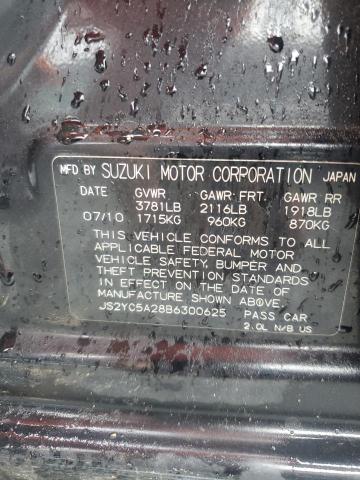 MFD BY SUZUKI MOTOR CORPORATION JAPAN
DATE GVWR GAWR FRT. GAWR RR
3781LB 2116LB 1918LB
07/10 1715KG 960KG 870KG
THIS VEHICLE CONFORMS TO ALL
APPLICABLE FEDERAL MOTOR
VEHICLE SAFETY, BUMPER AND
THEFT PREVENTION STANDARDS
IN EFFECT ON THE DATE OF
MANUFACTURE SHOWN ABOVE.
JS2YC5A28B6300625 PASS CAR
2.0L N/B US